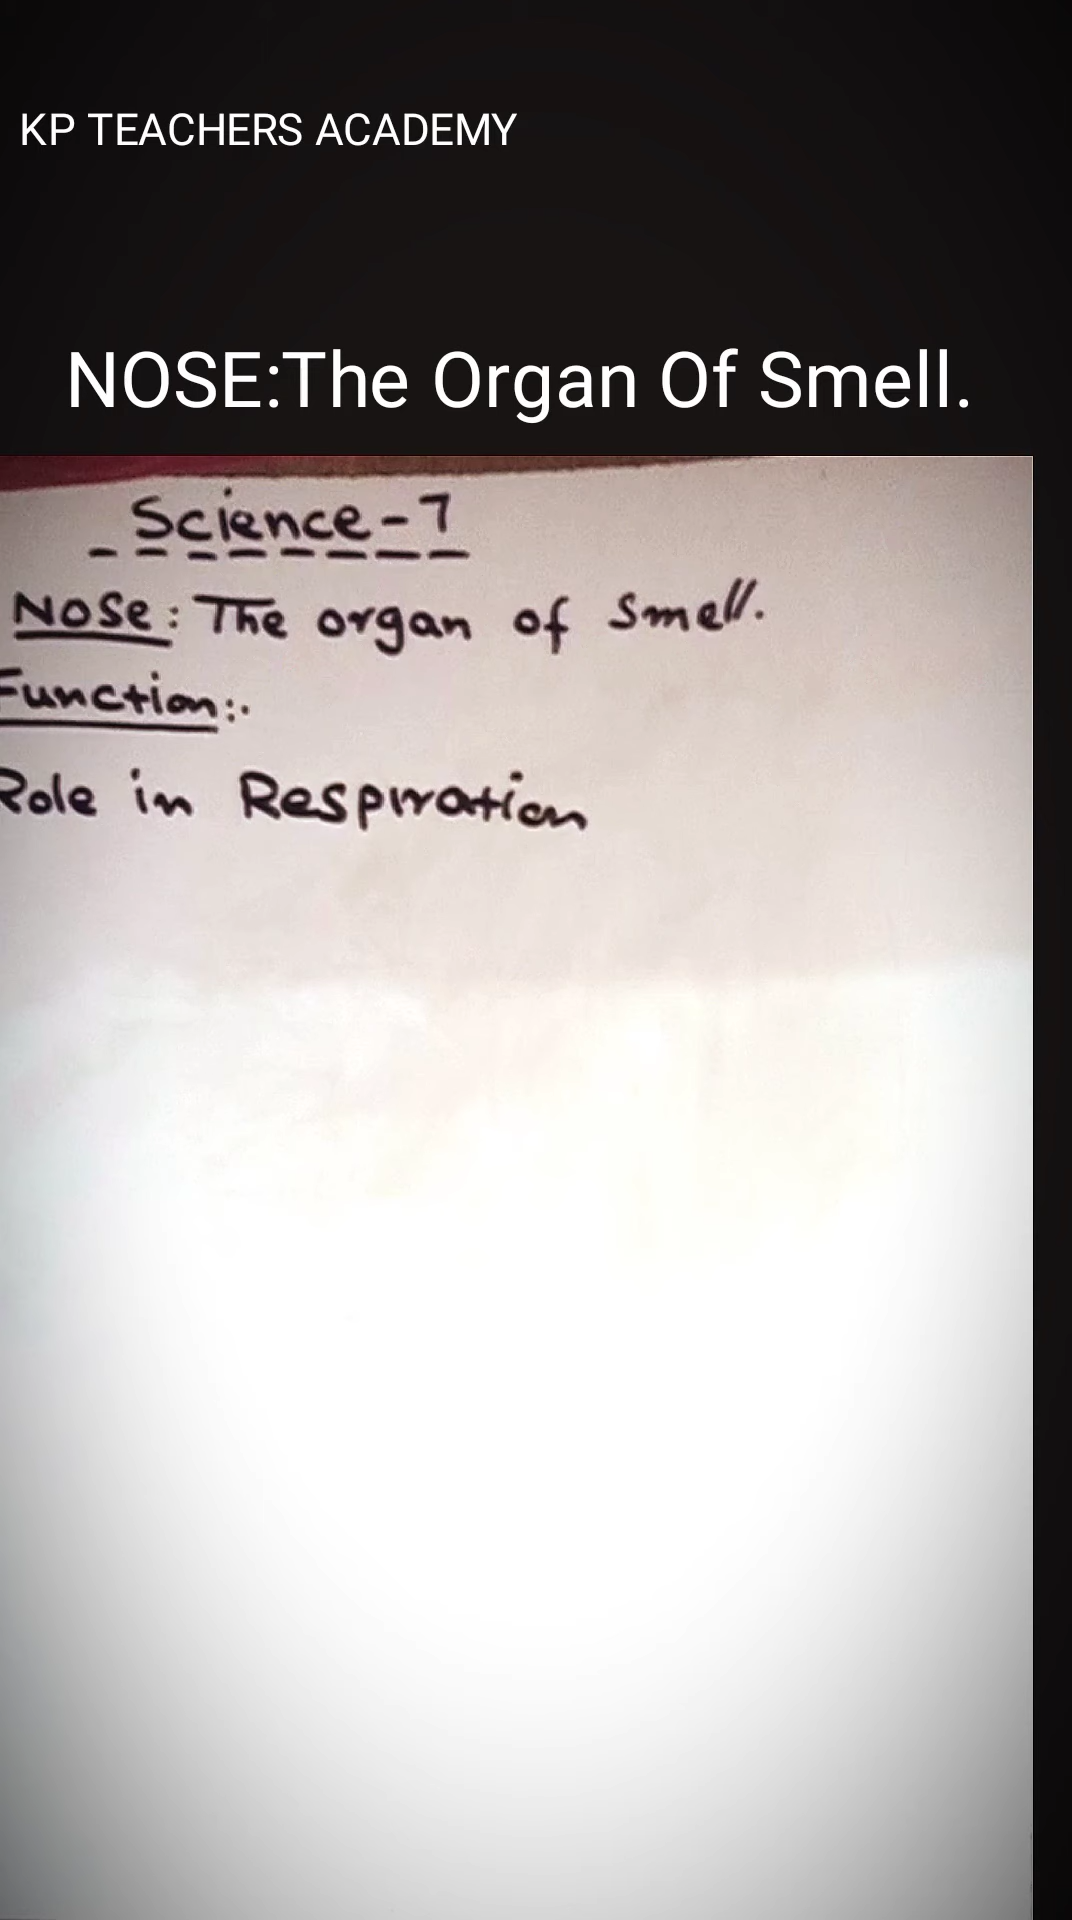 KP TEACHERS ACADEMY
NOSE:The Organ Of Smell.
Science-7
Nose: The organ of smell.
Function:.
Role in Respiration